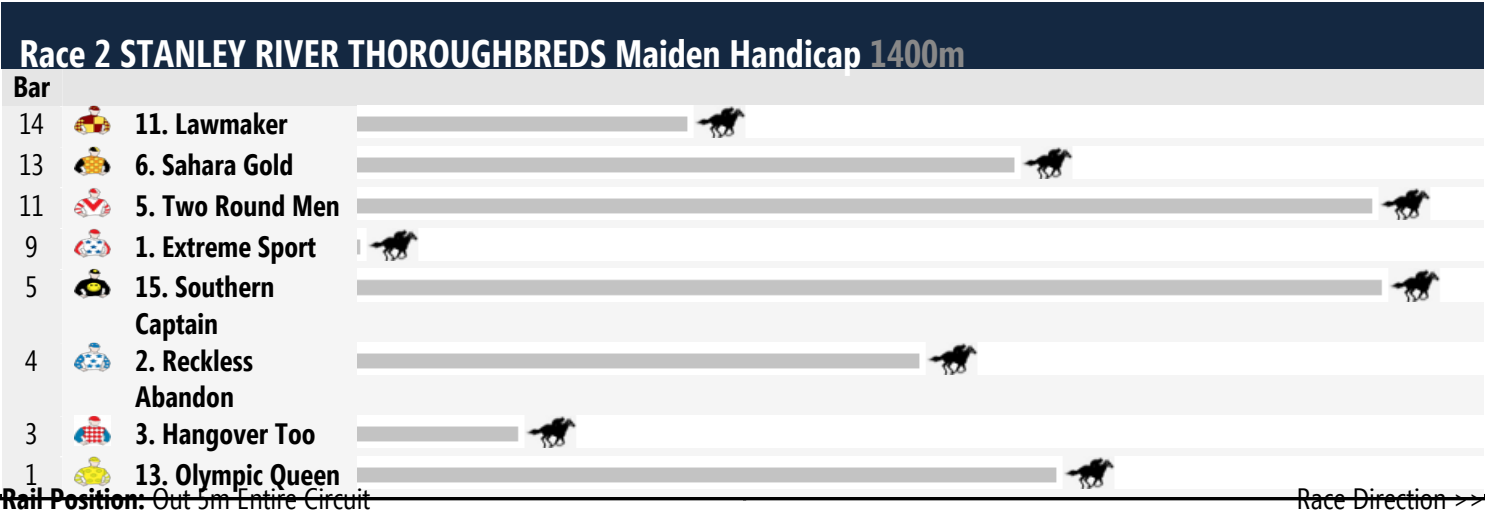 Race 2 STANLEY RIVER THOROUGHBREDS Maiden Handicap 1400m
Bar
14 11. Lawmaker
13 6. Sahara Gold
11 5. Two Round Men
9 1. Extreme Sport
5 15. Southern
Captain
4 2. Reckless
Abandon
3 3. Hangover Too
1 13. Olympic Queen
Rail Position: Out 5m Entire Circuit Race Direction >>